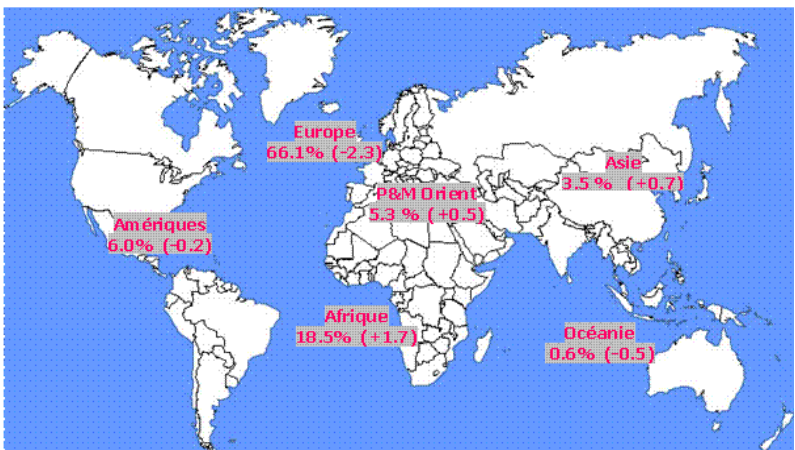 Europe
66.1% (-2.3)
Asie
3.5 % (+0.7)
P&M Orient
5.3 % (+0.5)
Amériques
6.0% (-0.2)
Afrique
18.5% (+1.7)
Océanie
0.6% (-0.5)